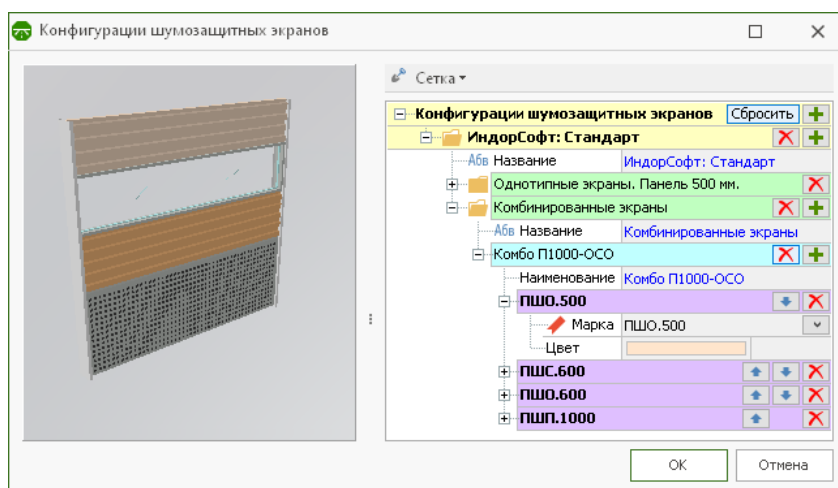 Конфигурации шумозащитных экранов
Сетка
Конфигурации шумозащитных экранов Сбросить
ИндорСофт: Стандарт
Абв Название ИндорСофт: Стандарт
Однотипные экраны. Панель 500 мм.
Комбинированные экраны
Абв Название Комбинированные экраны
Комбо П1000-ОСО
Наименование Комбо П1000-ОСО
ПШО.500
Марка ПШО.500
Цвет
ПШС.600
ПШО.600
ПШП.1000
ОК Отмена